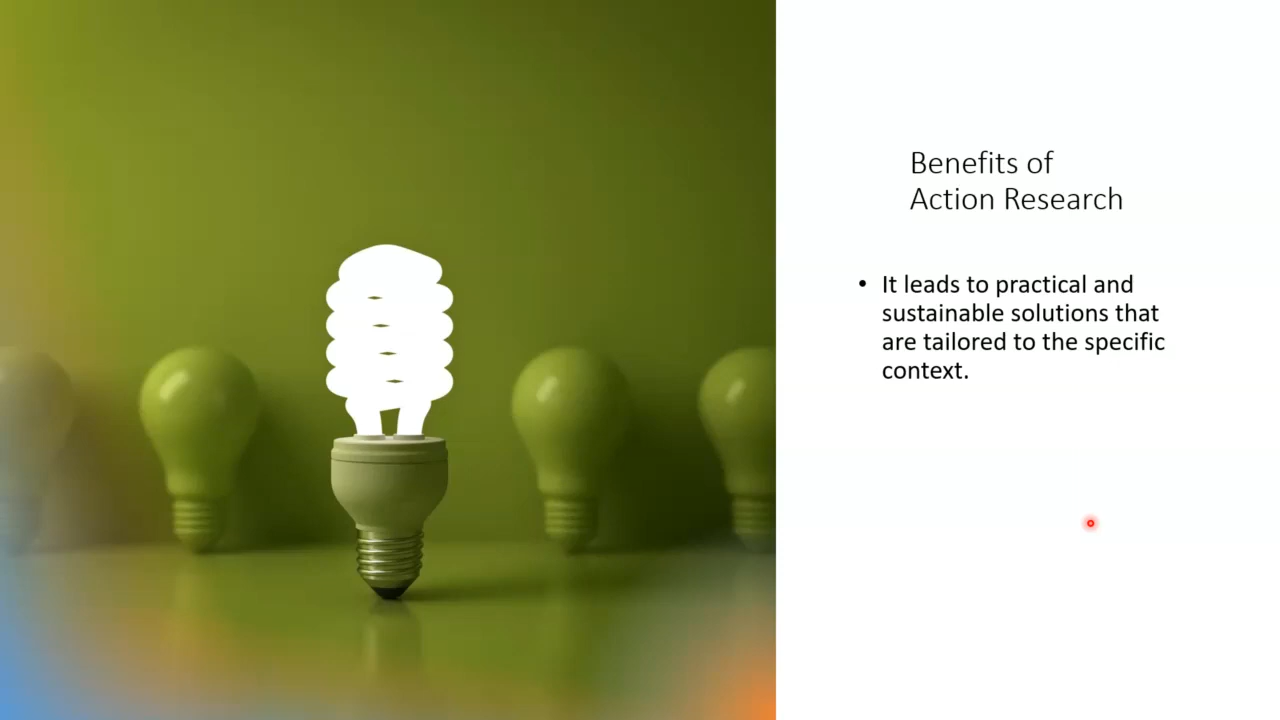 Benefits of
Action Research
• It leads to practical and
sustainable solutions that
are tailored to the specific
context.